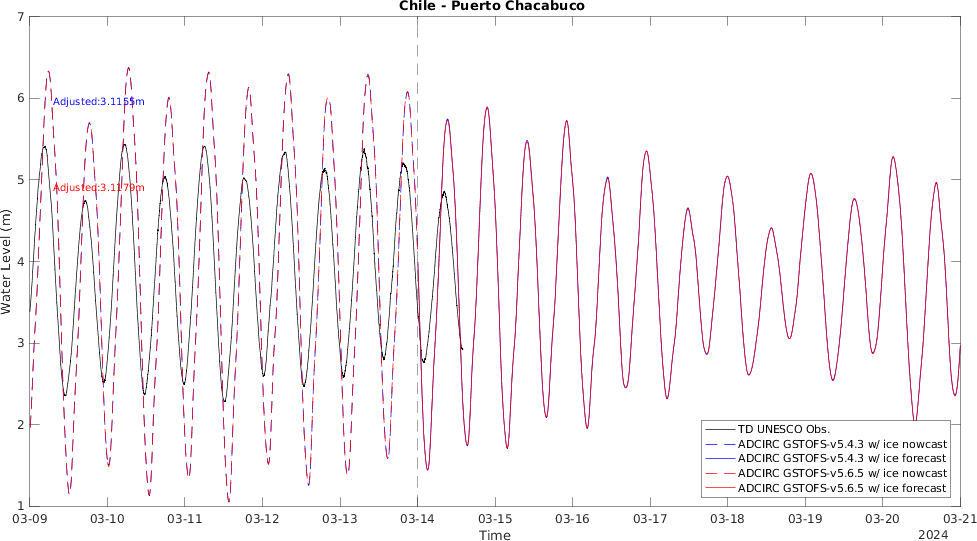 Chile - Puerto Chacabuco
7
6
5
4
3
2
1
Water Level (m)
Adjusted:3.1155m
Adjusted:3.1179m
TD UNESCO Obs.
ADCIRC GSTOFS-v5.4.3 w/ ice nowcast
ADCIRC GSTOFS-v5.4.3 w/ ice forecast
ADCIRC GSTOFS-v5.6.5 w/ ice nowcast
ADCIRC GSTOFS-v5.6.5 w/ ice forecast
03-09 03-10 03-11 03-12 03-13 03-14 03-15 03-16 03-17 03-18 03-19 03-20 03-21
Time
2024